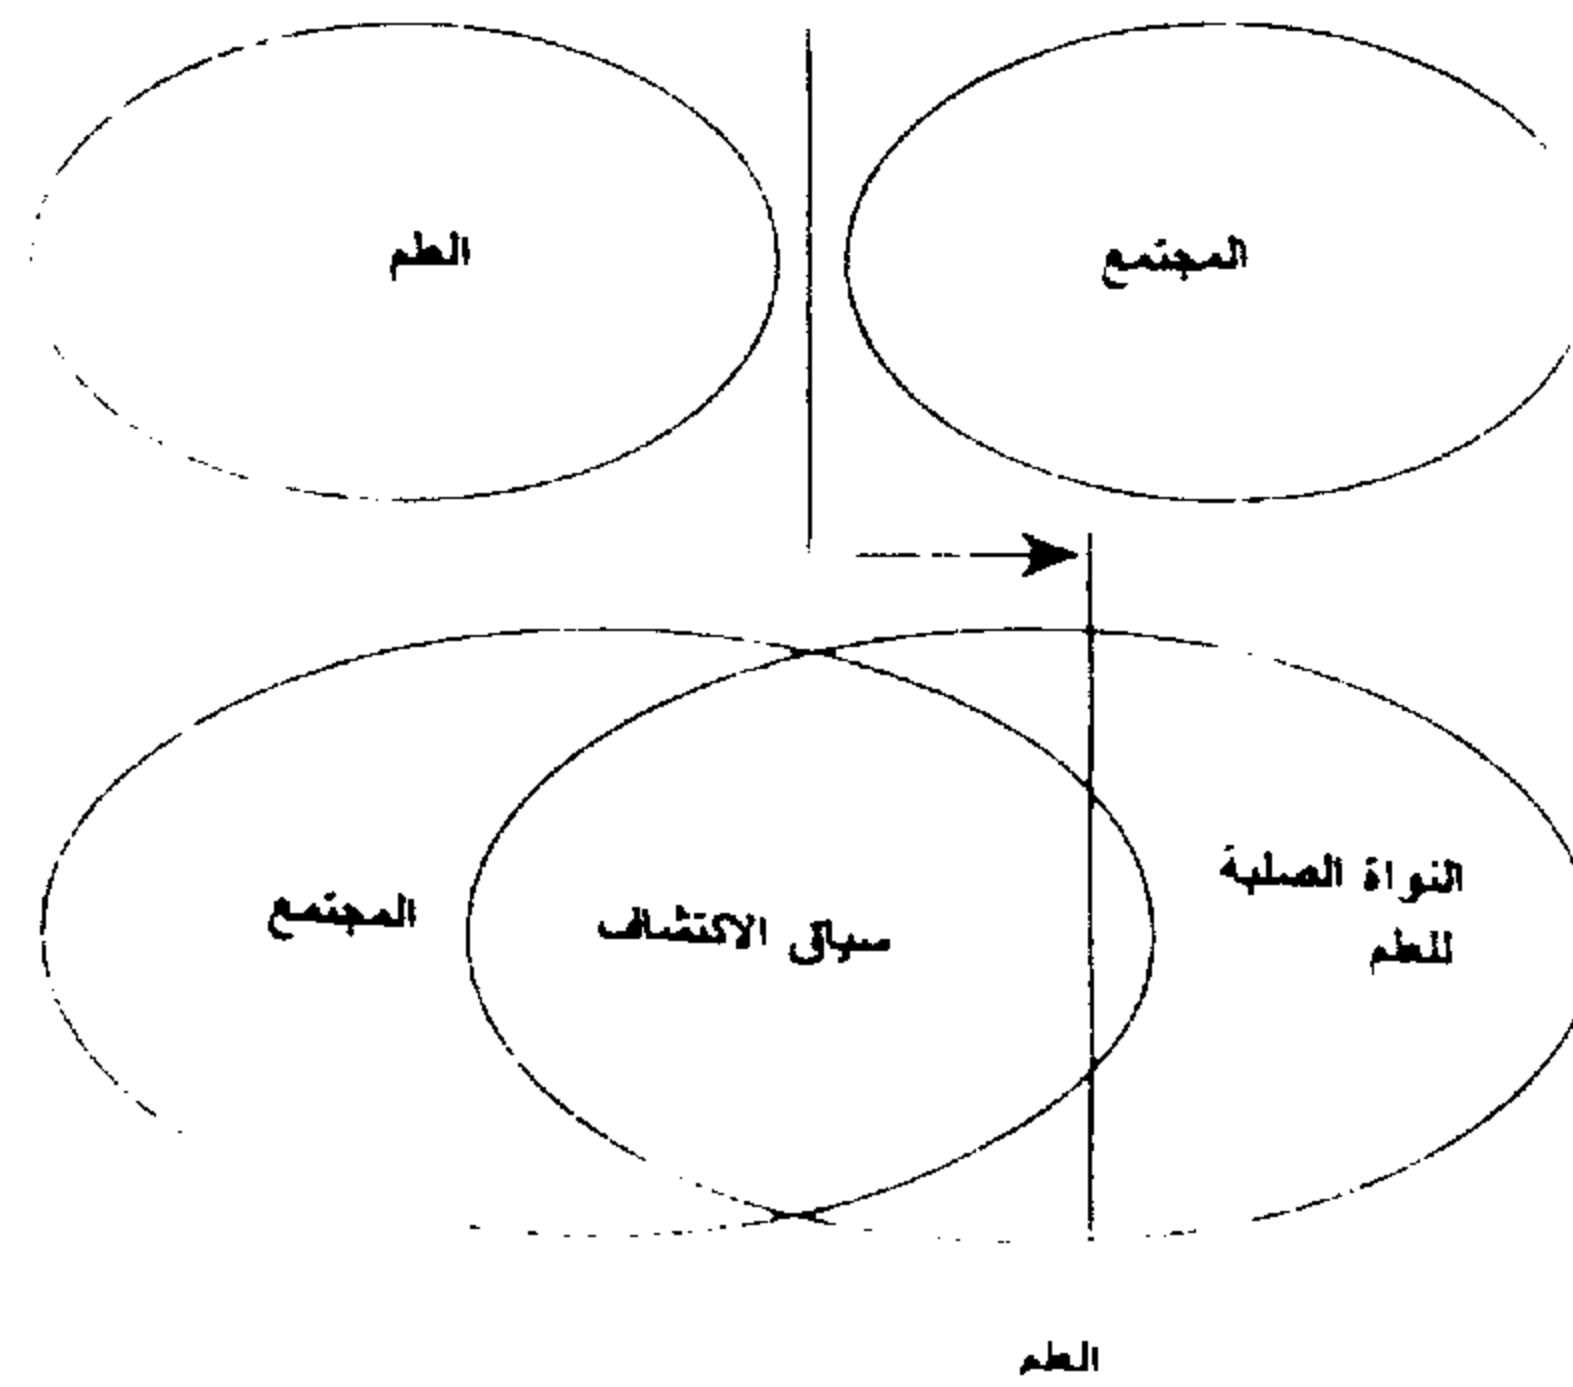 المجتمع
العلم
النواة الصلبة
للعلم
سياق الاكتشاف
المجتمع
العلم